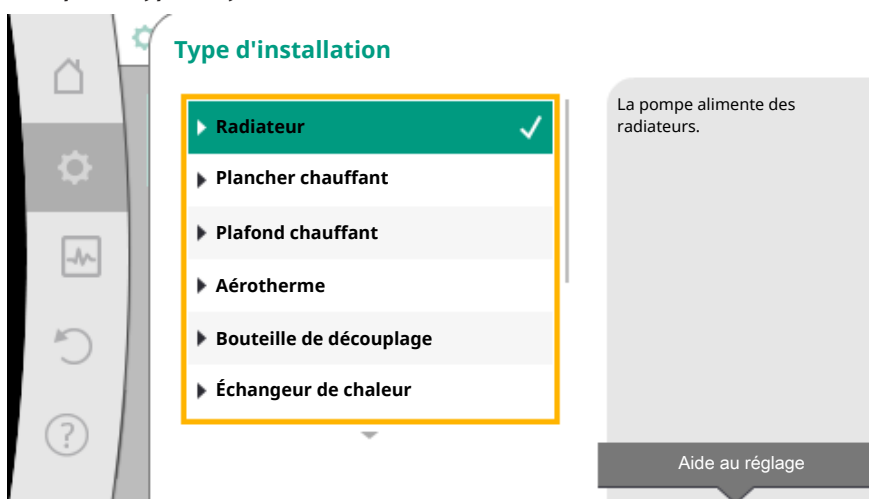 Type d'installation
Radiateur
Plancher chauffant
Plafond chauffant
Aérotherme
Bouteille de découplage
Échangeur de chaleur
La pompe alimente des
radiateurs.
Aide au réglage